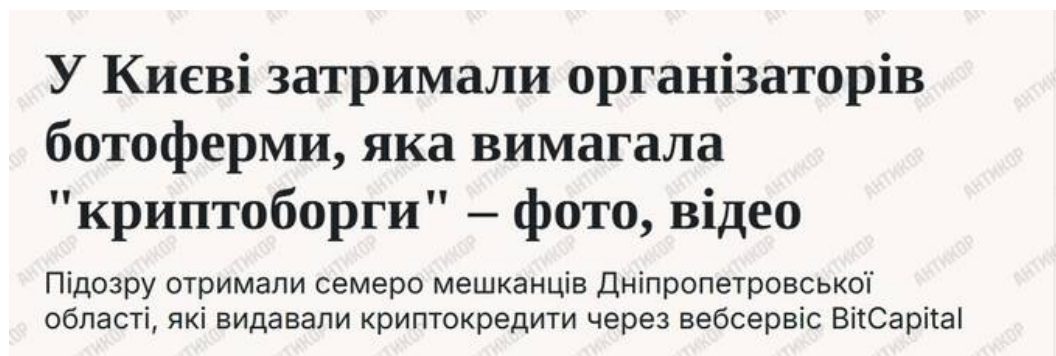 У Києві затримали організаторів
ботоферми, яка вимагала
"криптоборги" – фото, відео
Підозру отримали семеро мешканців Дніпропетровської
області, які видавали криптокредити через вебсервіс BitCapital
АНТИКОР